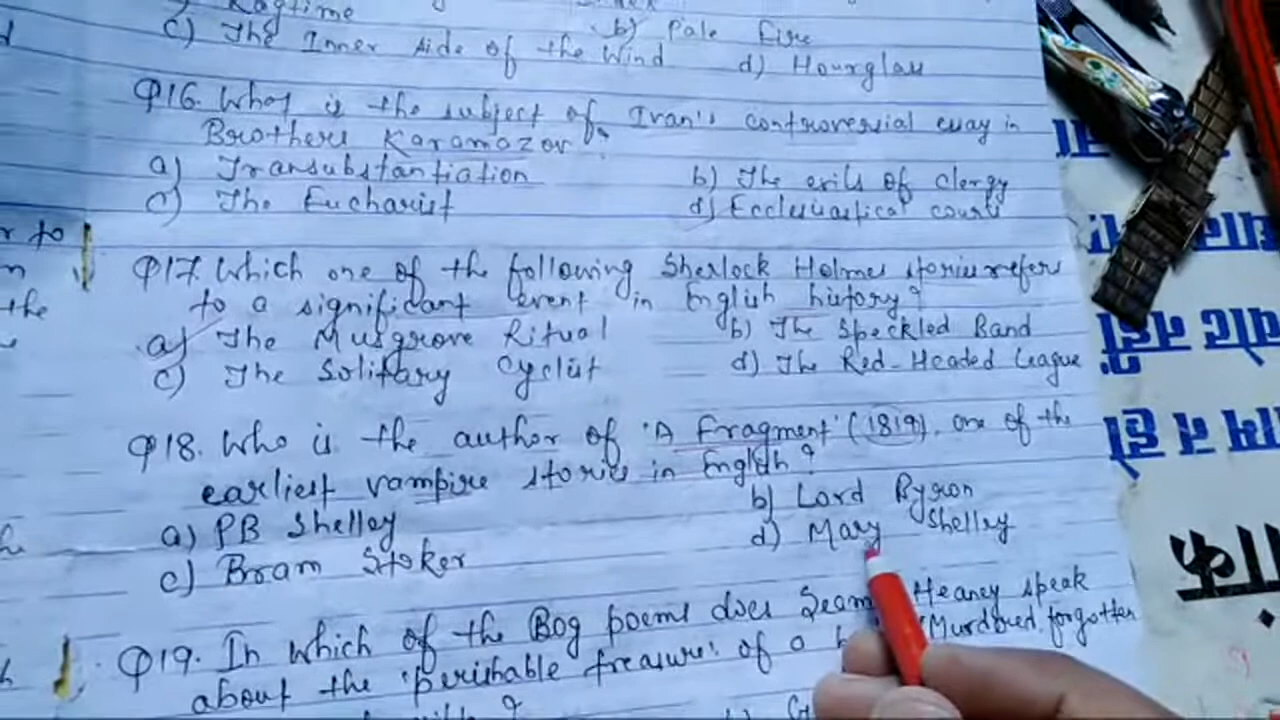 Ragtime
b) Pale Fire
c) The Inner side of the Wind
d) Hourglass
Q16. What is the subject of Ivan's controversial essay in
Brothers Karamazov?
a) Transubstantiation
b) The evils of clergy
c) The Eucharist
d) Ecclesiastical courts
r to
the
Q17. Which one of the following Sherlock Holmes stories refers
to a significant event in English history?
a) The Musgrove Ritual
b) The Speckled Band
c) The Solitary Cyclist
d) The Red-Headed League
Q18. Who is the author of 'A Fragment' (1819), one of the
earliest vampire stories in English?
a) PB Shelley
b) Lord Byron
c) Bram Stoker
d) Mary Shelley
Q19. In which of the Bog poems does Heaney speak
about the 'perishable treasure' of a forgotten